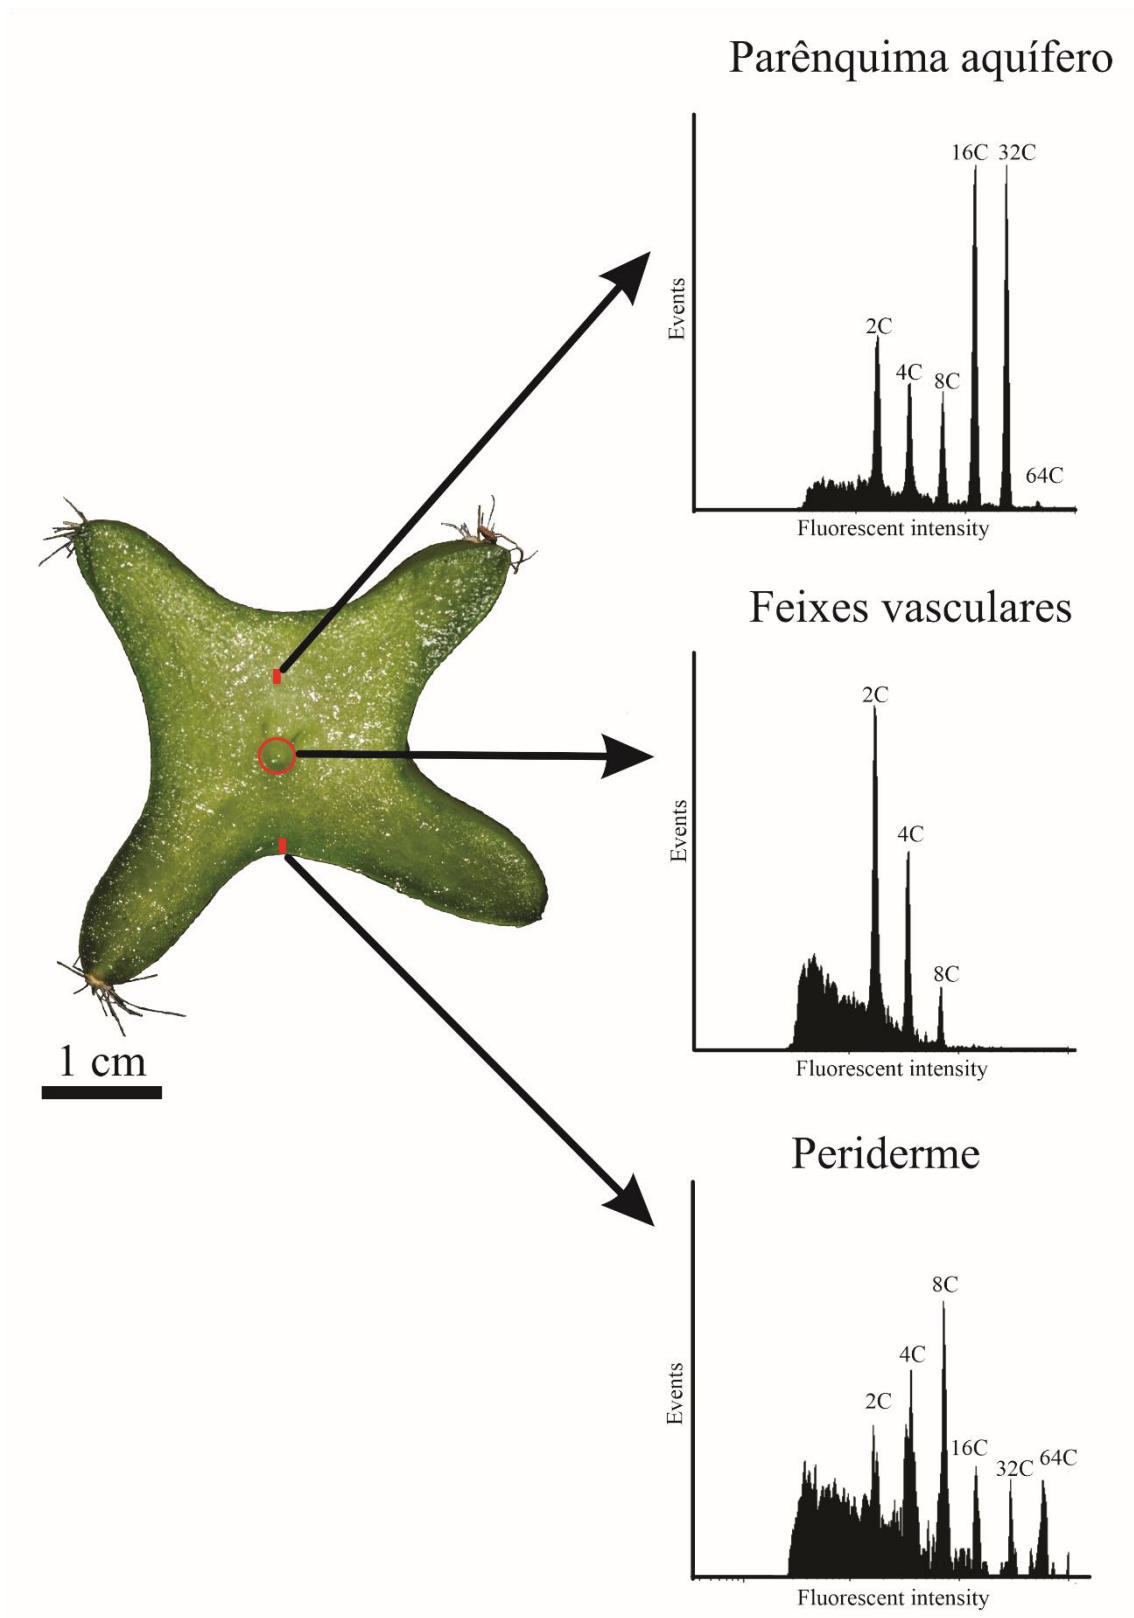 Parênquima aquífero
16C 32C
2C
4C
8C
64C
Events
Fluorescent intensity
Feixes vasculares
2C
4C
8C
Events
Fluorescent intensity
1 cm
Periderme
8C
4C
2C
16C
32C
64C
Events
Fluorescent intensity